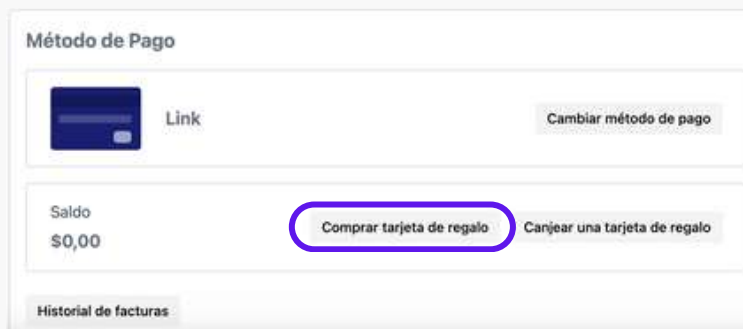 Método de Pago
Link
Cambiar método de pago
Saldo
$0,00
Comprar tarjeta de regalo
Canjear una tarjeta de regalo
Historial de facturas